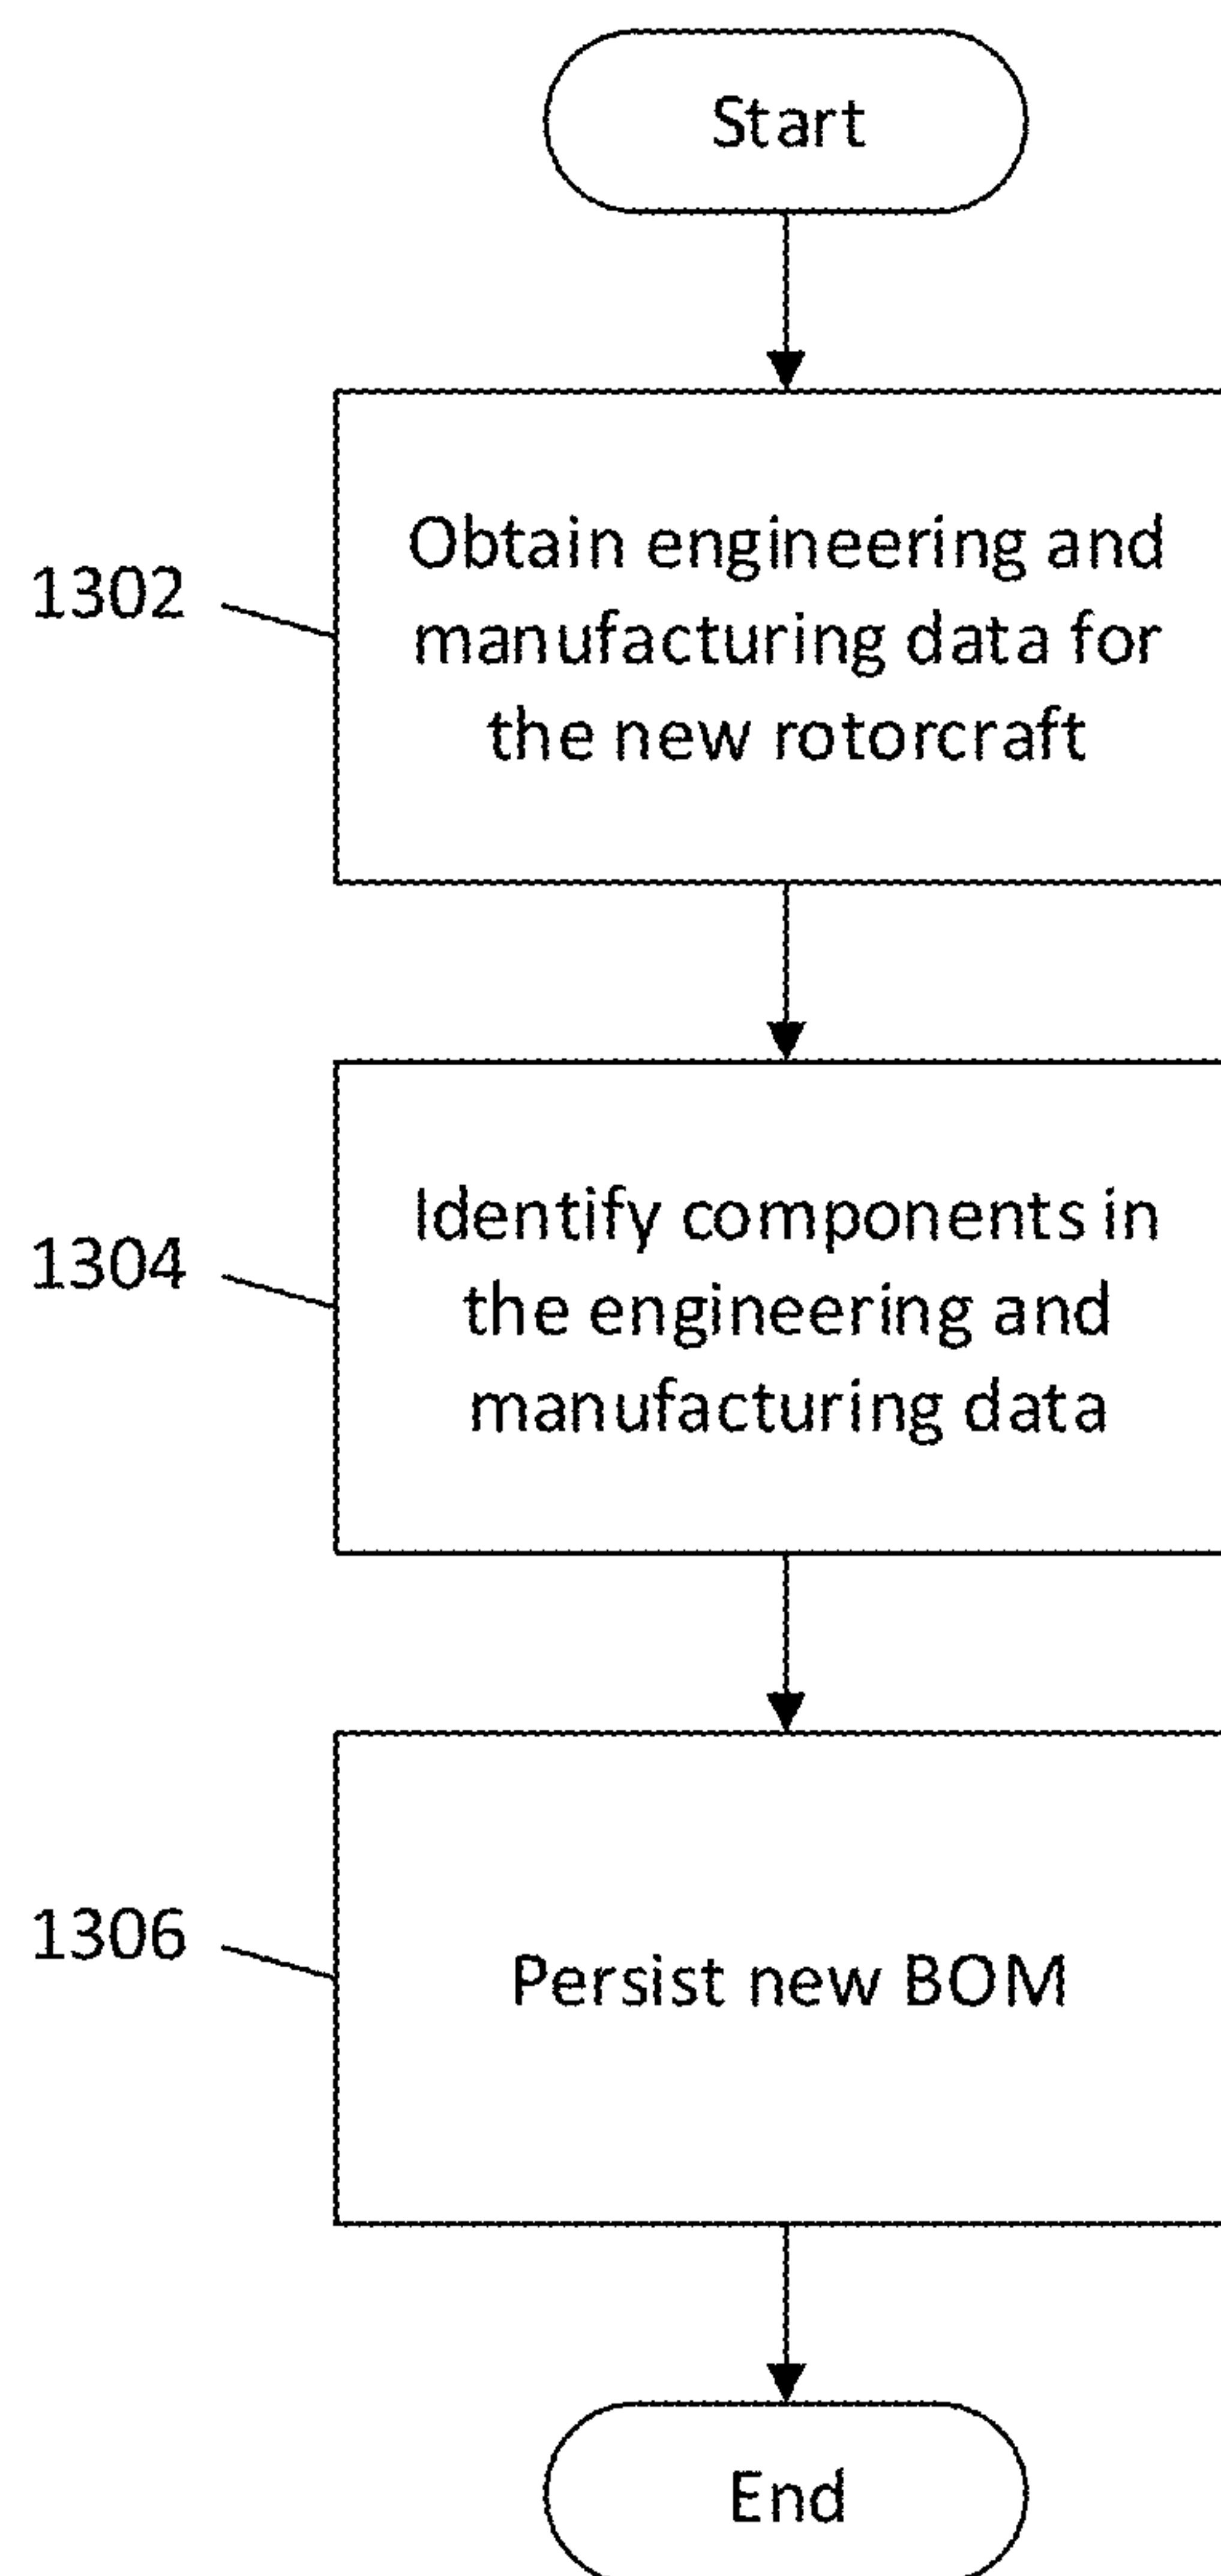 Start
1302
Obtain engineering and
manufacturing data for
the new rotorcraft
1304
Identify components in
the engineering and
manufacturing data
1306
Persist new BOM
End